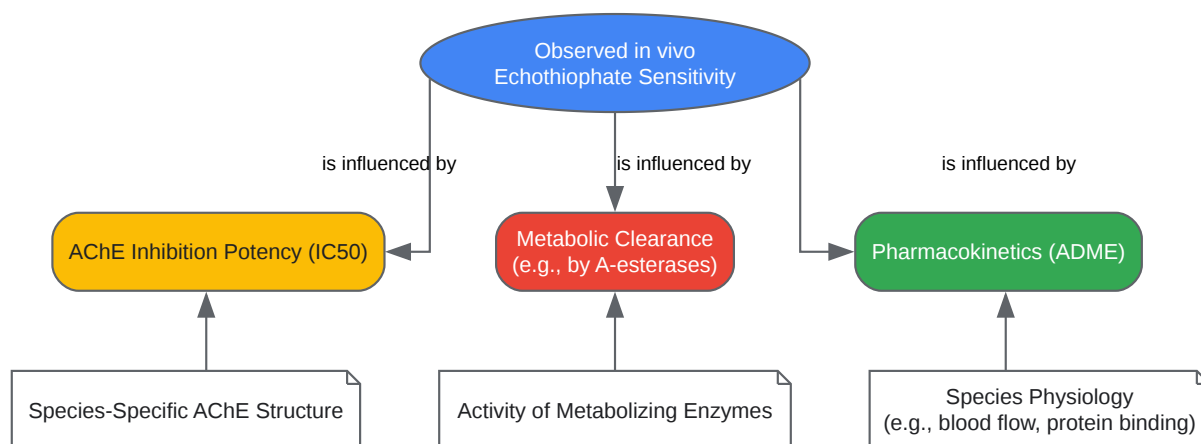 Observed in vivo
Echothiophate Sensitivity
is influenced by
is influenced by
is influenced by
AChE Inhibition Potency (IC50)
Metabolic Clearance
(e.g., by A-esterases)
Pharmacokinetics (ADME)
Species-Specific AChE Structure
Activity of Metabolizing Enzymes
Species Physiology
(e.g., blood flow, protein binding)